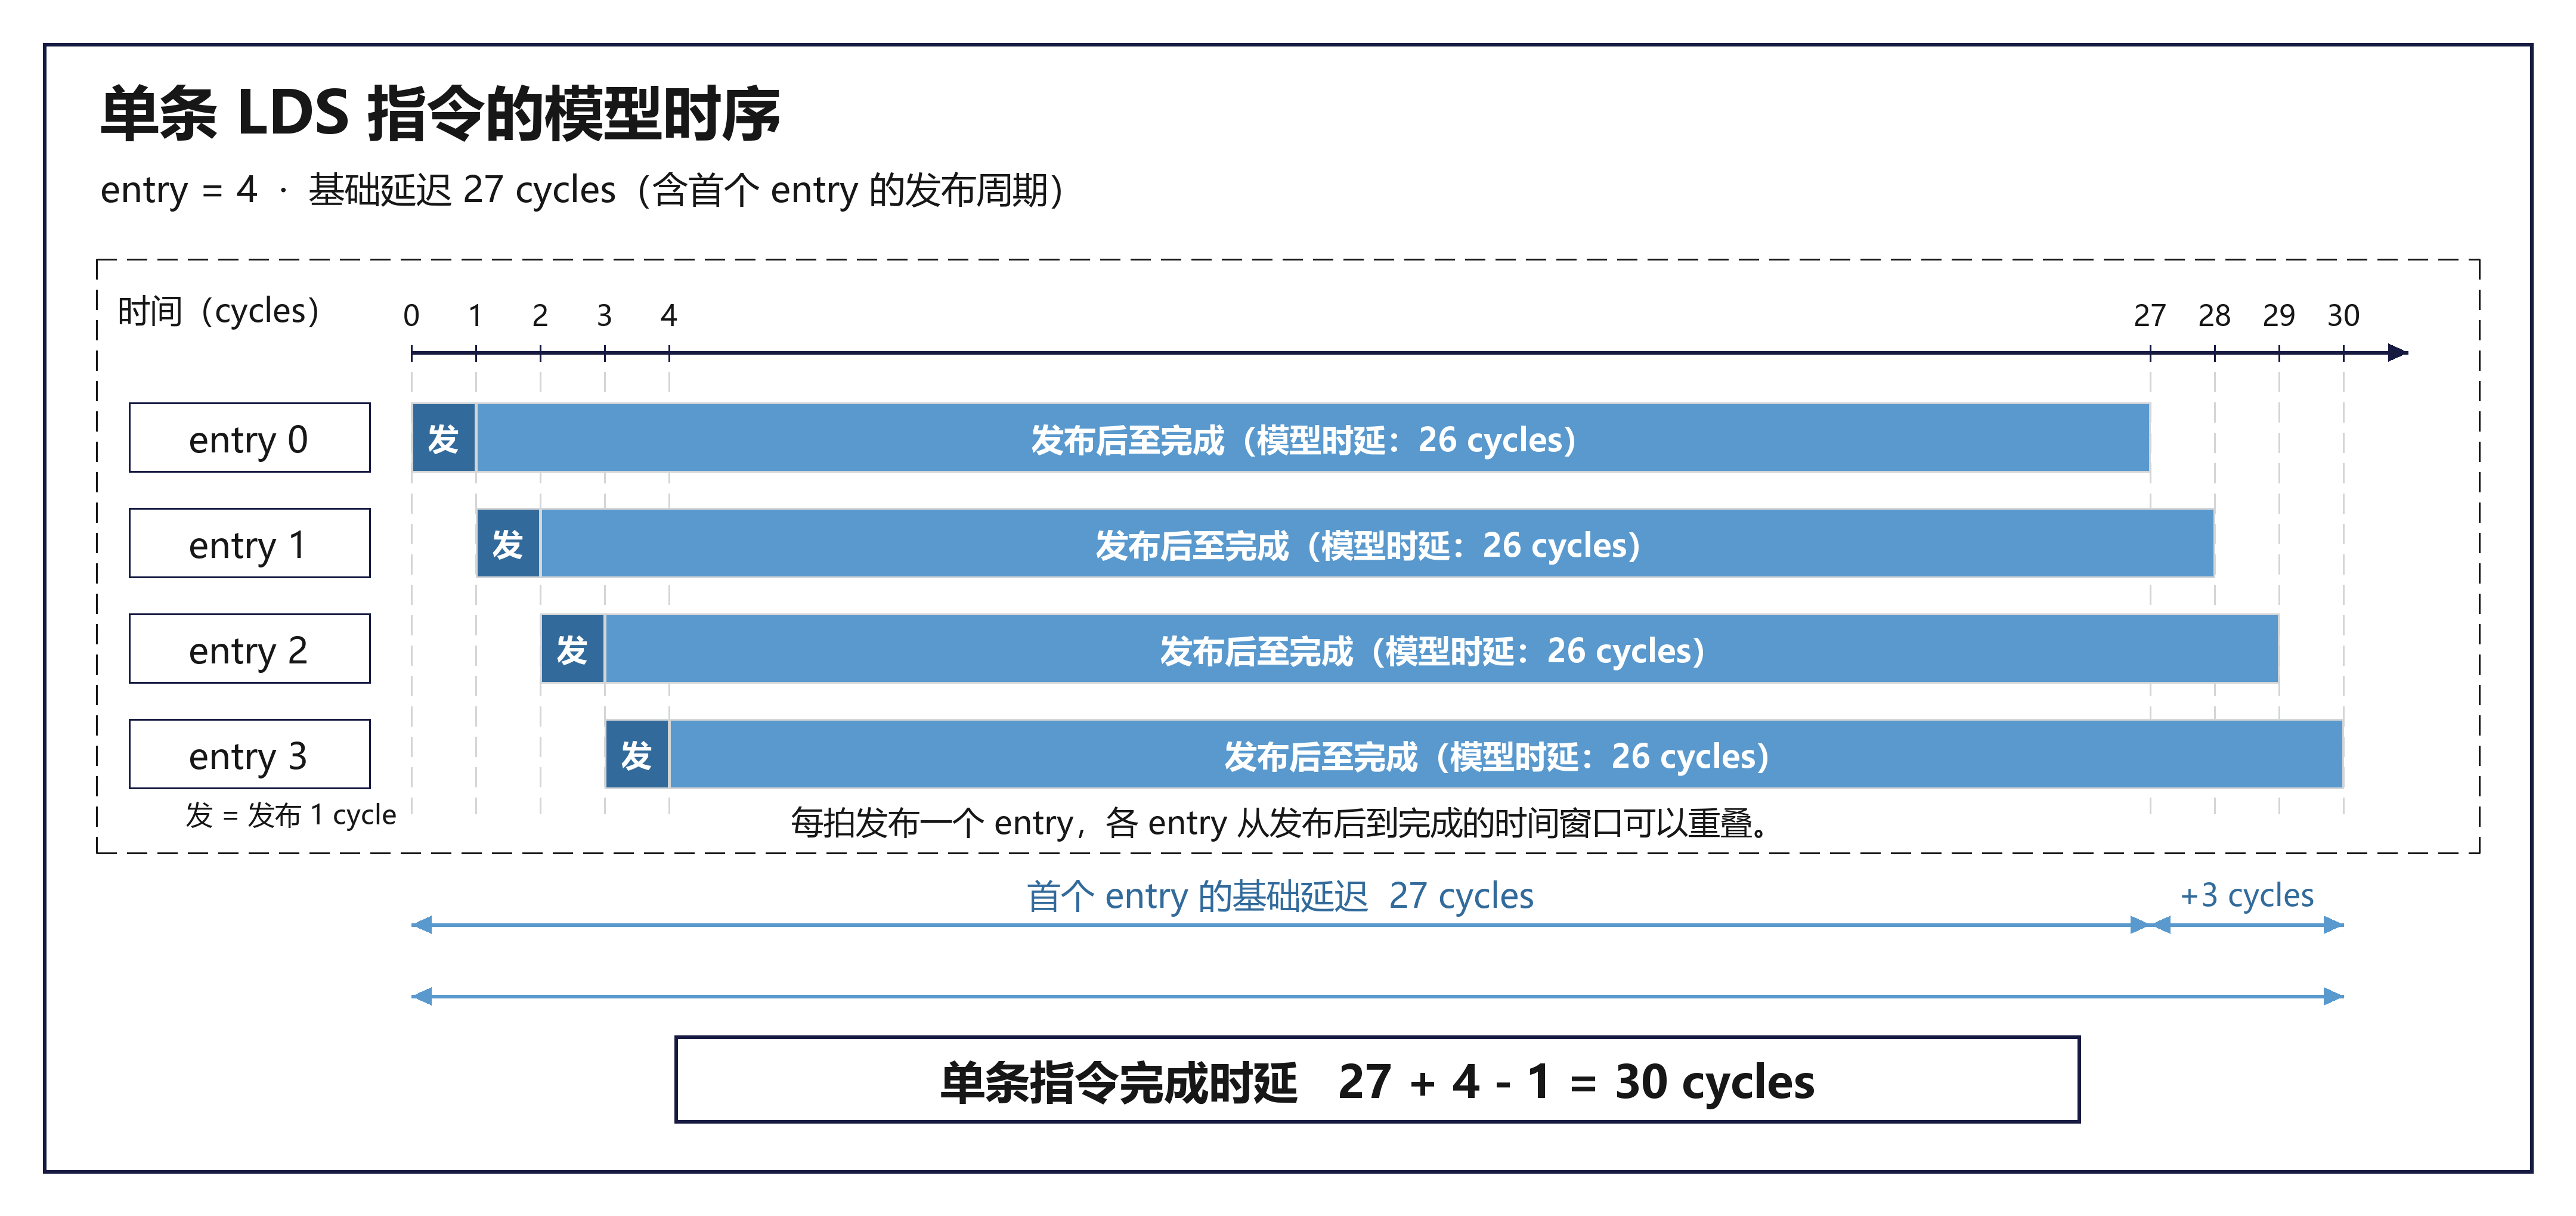 单条 LDS 指令的模型时序
entry = 4 · 基础延迟 27 cycles（含首个 entry 的发布周期）
时间（cycles） 0 1 2 3 4 27 28 29 30
entry 0 发 发布后至完成（模型时延：26 cycles）
entry 1 发 发布后至完成（模型时延：26 cycles）
entry 2 发 发布后至完成（模型时延：26 cycles）
entry 3 发 发布后至完成（模型时延：26 cycles）
发 = 发布 1 cycle
每拍发布一个 entry，各 entry 从发布后到完成的时间窗口可以重叠。
首个 entry 的基础延迟 27 cycles +3 cycles
单条指令完成时延 27 + 4 - 1 = 30 cycles